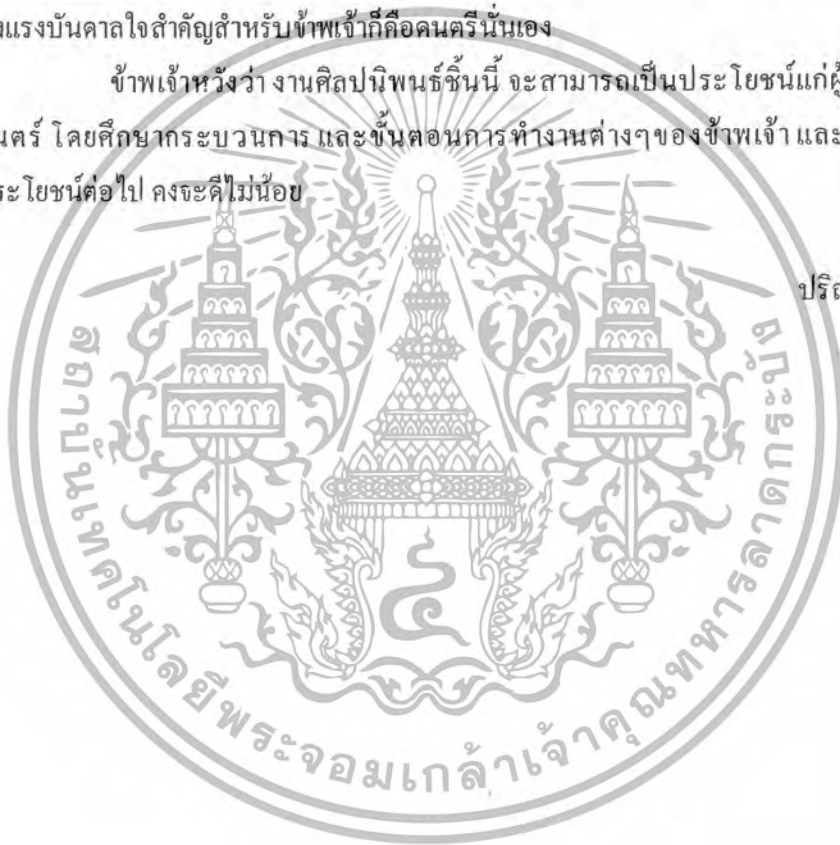 งแรงบันดาลใจสำคัญสำหรับข้าพเจ้าก็คือดนตรีนั่นเอง
ข้าพเจ้าหวังว่า งานศิลปนิพนธ์ชิ้นนี้ จะสามารถเป็นประโยชน์แก่ผู้
นตร์ โดยศึกษากระบวนการ และขั้นตอนการทำงานต่างๆของข้าพเจ้า และ
ระโยชน์ต่อไป คงจะดีไม่น้อย
ปริถ
สถาบันเทคโนโลยีพระจอมเกล้าเจ้าคุณทหารลาดกระบัง
๔